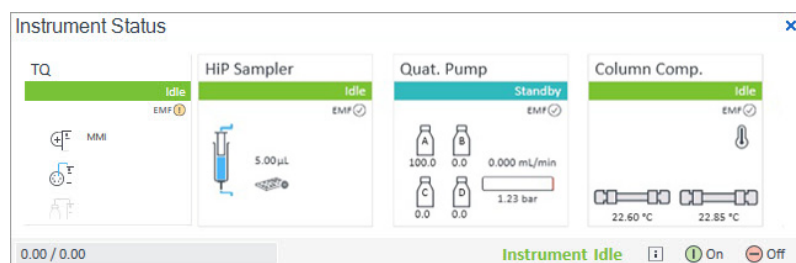 Instrument Status
TQ
Idle
EMF
MMI
HiP Sampler
Idle
EMF
5.00 µL
Quat. Pump
Standby
EMF
A B
100.0 0.0 0.000 mL/min
C D
1.23 bar
0.0 0.0
Column Comp.
Idle
EMF
22.60 °C 22.85 °C
0.00 / 0.00
Instrument Idle i On Off